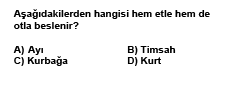 Aşağıdakilerden hangisi hem etle hem de
otla beslenir?
A) Ayı B) Timsah
C) Kurbağa D) Kurt